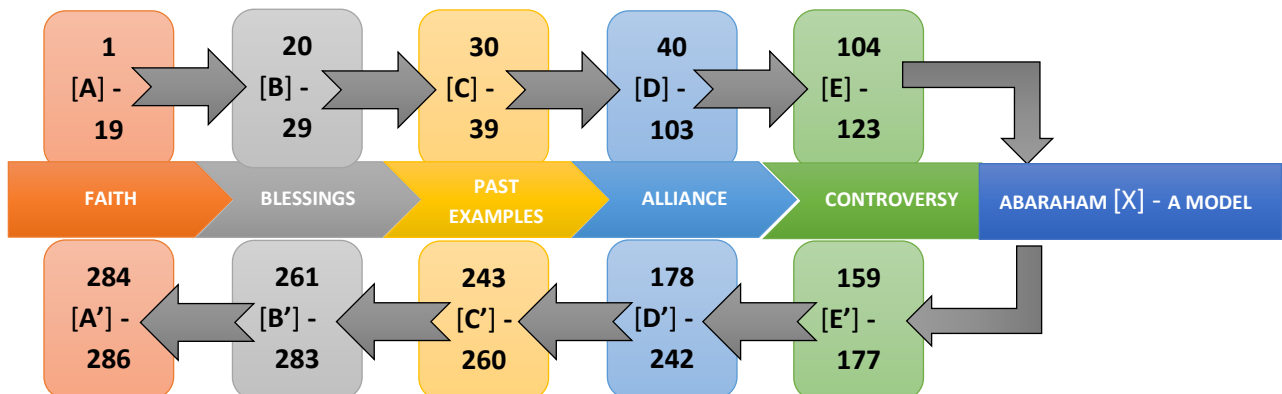 1
[A] -
19
20
[B] -
29
30
[C] -
39
40
[D] -
103
104
[E] -
123
FAITH
BLESSINGS
PAST
EXAMPLES
ALLIANCE
CONTROVERSY
ABARAHAM [X] - A MODEL
284
[A’] -
286
261
[B’] -
283
243
[C’] -
260
178
[D’] -
242
159
[E’] -
177